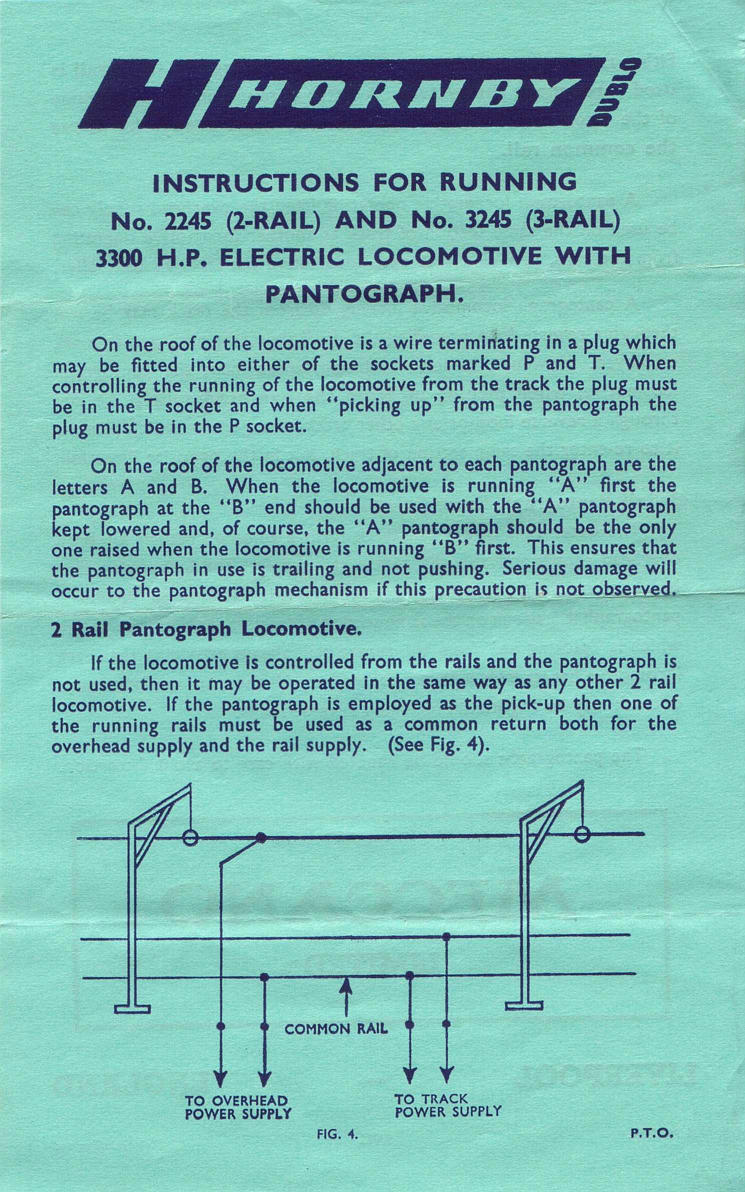 H HORNBY DUBLO
INSTRUCTIONS FOR RUNNING
No. 2245 (2-RAIL) AND No. 3245 (3-RAIL)
3300 H.P. ELECTRIC LOCOMOTIVE WITH
PANTOGRAPH.
On the roof of the locomotive is a wire terminating in a plug which
may be fitted into either of the sockets marked P and T. When
controlling the running of the locomotive from the track the plug must
be in the T socket and when “picking up” from the pantograph the
plug must be in the P socket.
On the roof of the locomotive adjacent to each pantograph are the
letters A and B. When the locomotive is running “A” first the
pantograph at the “B” end should be used with the “A” pantograph
kept lowered and, of course, the “A” pantograph should be the only
one raised when the locomotive is running “B” first. This ensures that
the pantograph in use is trailing and not pushing. Serious damage will
occur to the pantograph mechanism if this precaution is not observed.
2 Rail Pantograph Locomotive.
If the locomotive is controlled from the rails and the pantograph is
not used, then it may be operated in the same way as any other 2 rail
locomotive. If the pantograph is employed as the pick-up then one of
the running rails must be used as a common return both for the
overhead supply and the rail supply. (See Fig. 4).
COMMON RAIL
TO OVERHEAD
POWER SUPPLY
TO TRACK
POWER SUPPLY
FIG. 4.
P.T.O.